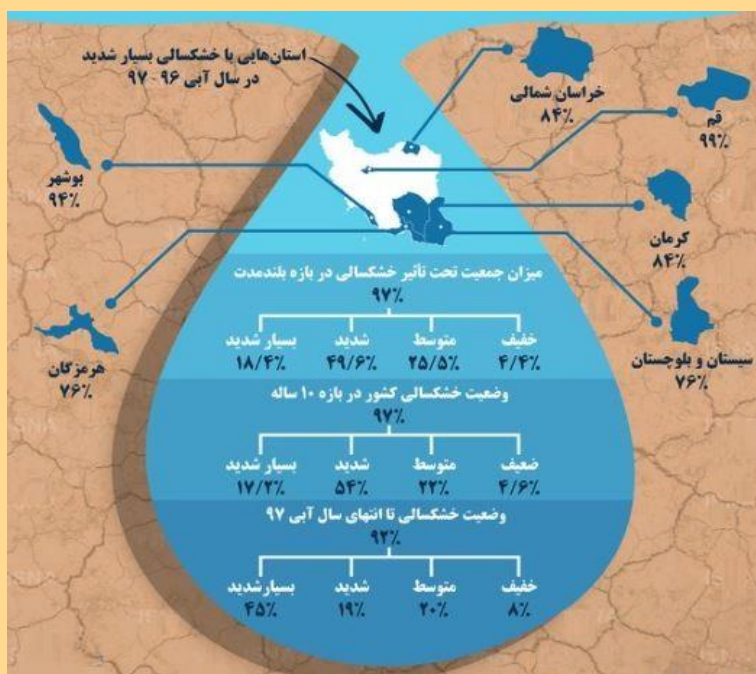 استان‌هایی با خشکسالی بسیار شدید
در سال آبی ۹۶ - ۹۷
خراسان شمالی
۸۴٪
قم
۹۹٪
بوشهر
۹۴٪
کرمان
۸۴٪
هرمزگان
۷۶٪
سیستان و بلوچستان
۷۶٪
میزان جمعیت تحت تأثیر خشکسالی در بازه بلندمدت
۹۷٪
خفیف متوسط شدید بسیار شدید
۴/۴٪ ۲۵/۵٪ ۴۹/۶٪ ۱۸/۴٪
وضعیت خشکسالی کشور در بازه ۱۰ ساله
۹۷٪
ضعیف متوسط شدید بسیار شدید
۴/۶٪ ۲۲٪ ۵۴٪ ۱۷/۲٪
وضعیت خشکسالی تا انتهای سال آبی ۹۷
۹۲٪
خفیف متوسط شدید بسیار شدید
۸٪ ۲۰٪ ۱۹٪ ۴۵٪